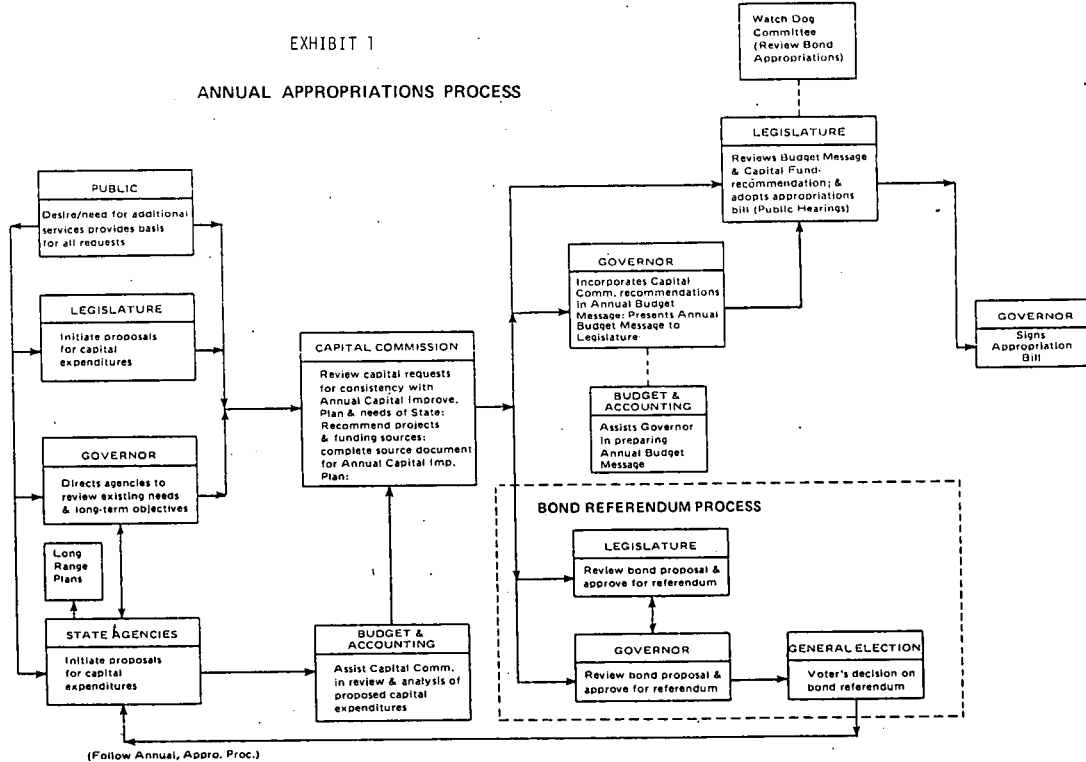 EXHIBIT 1
ANNUAL APPROPRIATIONS PROCESS
Watch Dog
Committee
(Review Bond
Appropriations)
LEGISLATURE
Reviews Budget Message
& Capital Fund-
recommendation; &
adopts appropriations
bill (Public Hearings)
PUBLIC
Desire/need for additional
services provides basis
for all requests
LEGISLATURE
Initiate proposals
for capital
expenditures
GOVERNOR
Directs agencies to
review existing needs
& long-term objectives
Long
Range
Plans
STATE AGENCIES
Initiate proposals
for capital
expenditures
CAPITAL COMMISSION
Review capital requests
for consistency with
Annual Capital Improve.
Plan & needs of State:
Recommend projects
& funding sources:
complete source document
for Annual Capital Imp.
Plan:
BUDGET &
ACCOUNTING
Assist Capital Comm.
in review & analysis of
proposed capital
expenditures
GOVERNOR
Incorporates Capital
Comm. recommendations
in Annual Budget
Message: Presents Annual
Budget Message to
Legislature
BUDGET &
ACCOUNTING
Assists Governor
In preparing
Annual Budget
Message
GOVERNOR
Signs
Appropriation
Bill
BOND REFERENDUM PROCESS
LEGISLATURE
Review bond proposal &
approve for referendum
GOVERNOR
Review bond proposal &
approve for referendum
GENERAL ELECTION
Voter's decision on
bond referendum
(Follow Annual, Appro. Proc.)